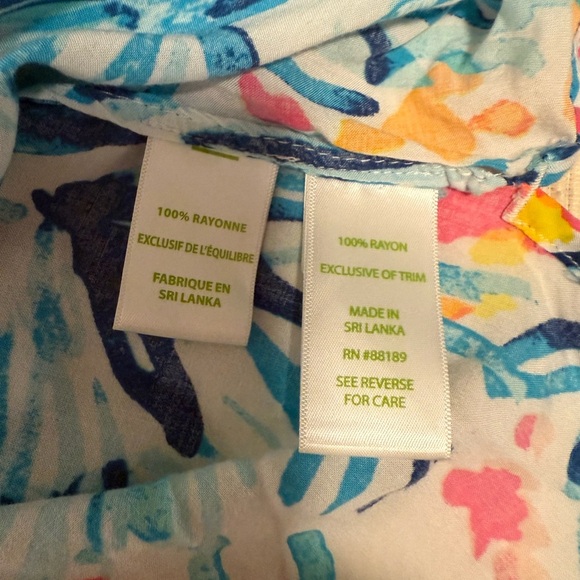 100% RAYONNE
EXCLUSIF DE L'ÉQUILIBRE
FABRIQUE EN
SRI LANKA
100% RAYON
EXCLUSIVE OF TRIM
MADE IN
SRI LANKA
RN #88189
SEE REVERSE
FOR CARE